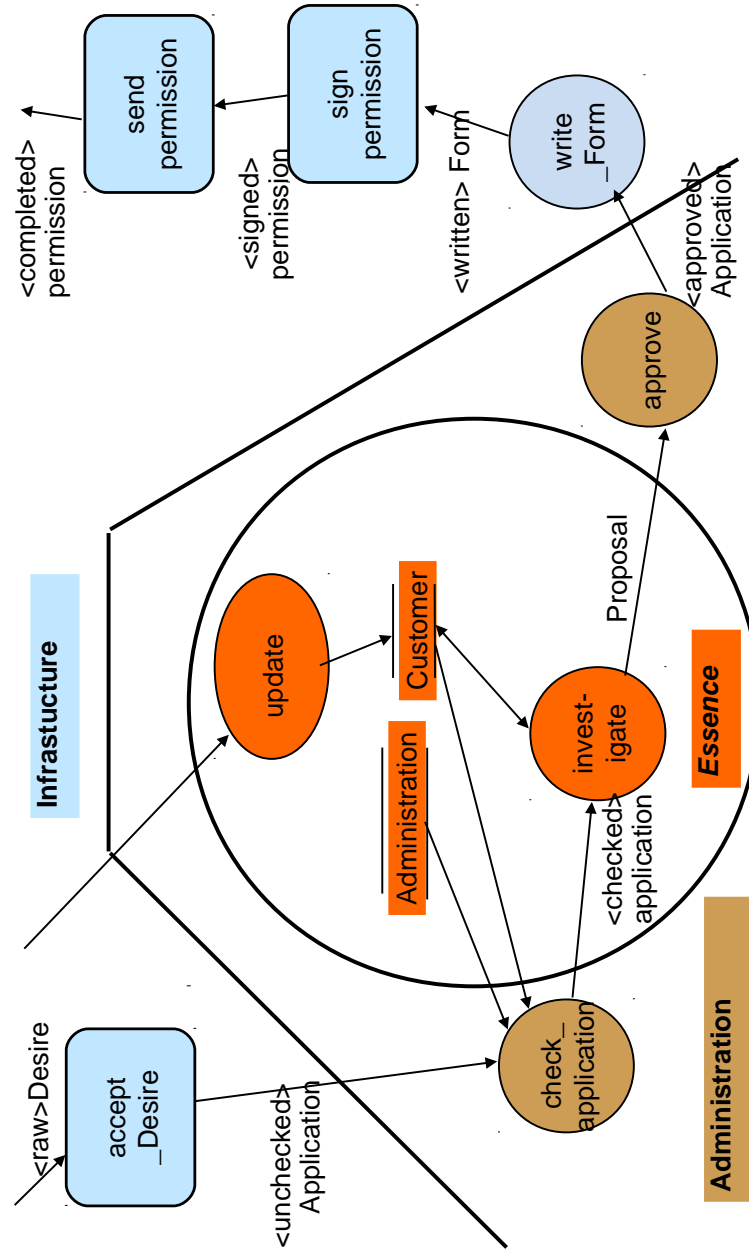 <raw>Desire
accept
_Desire
<unchecked>
Application
Infrastucture
update
Administration
Customer
check_
application
<checked>
application
invest-
igate
Proposal
Essence
Administration
approve
<approved>
Application
write
_Form
<written> Form
sign
permission
<signed>
permission
send
permission
<completed>
permission